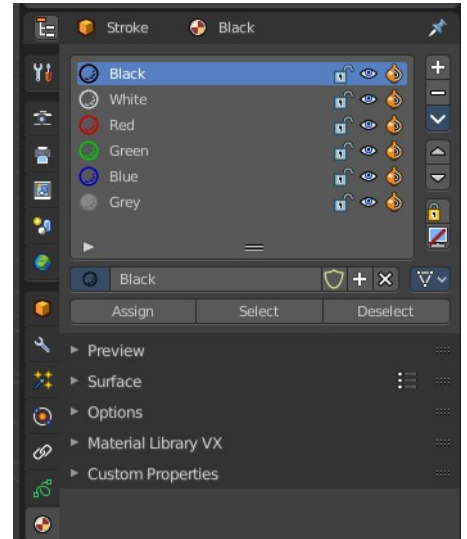 Stroke Black
Black
White
Red
Green
Blue
Grey
Black
Assign Select Deselect
Preview
Surface
Options
Material Library VX
Custom Properties